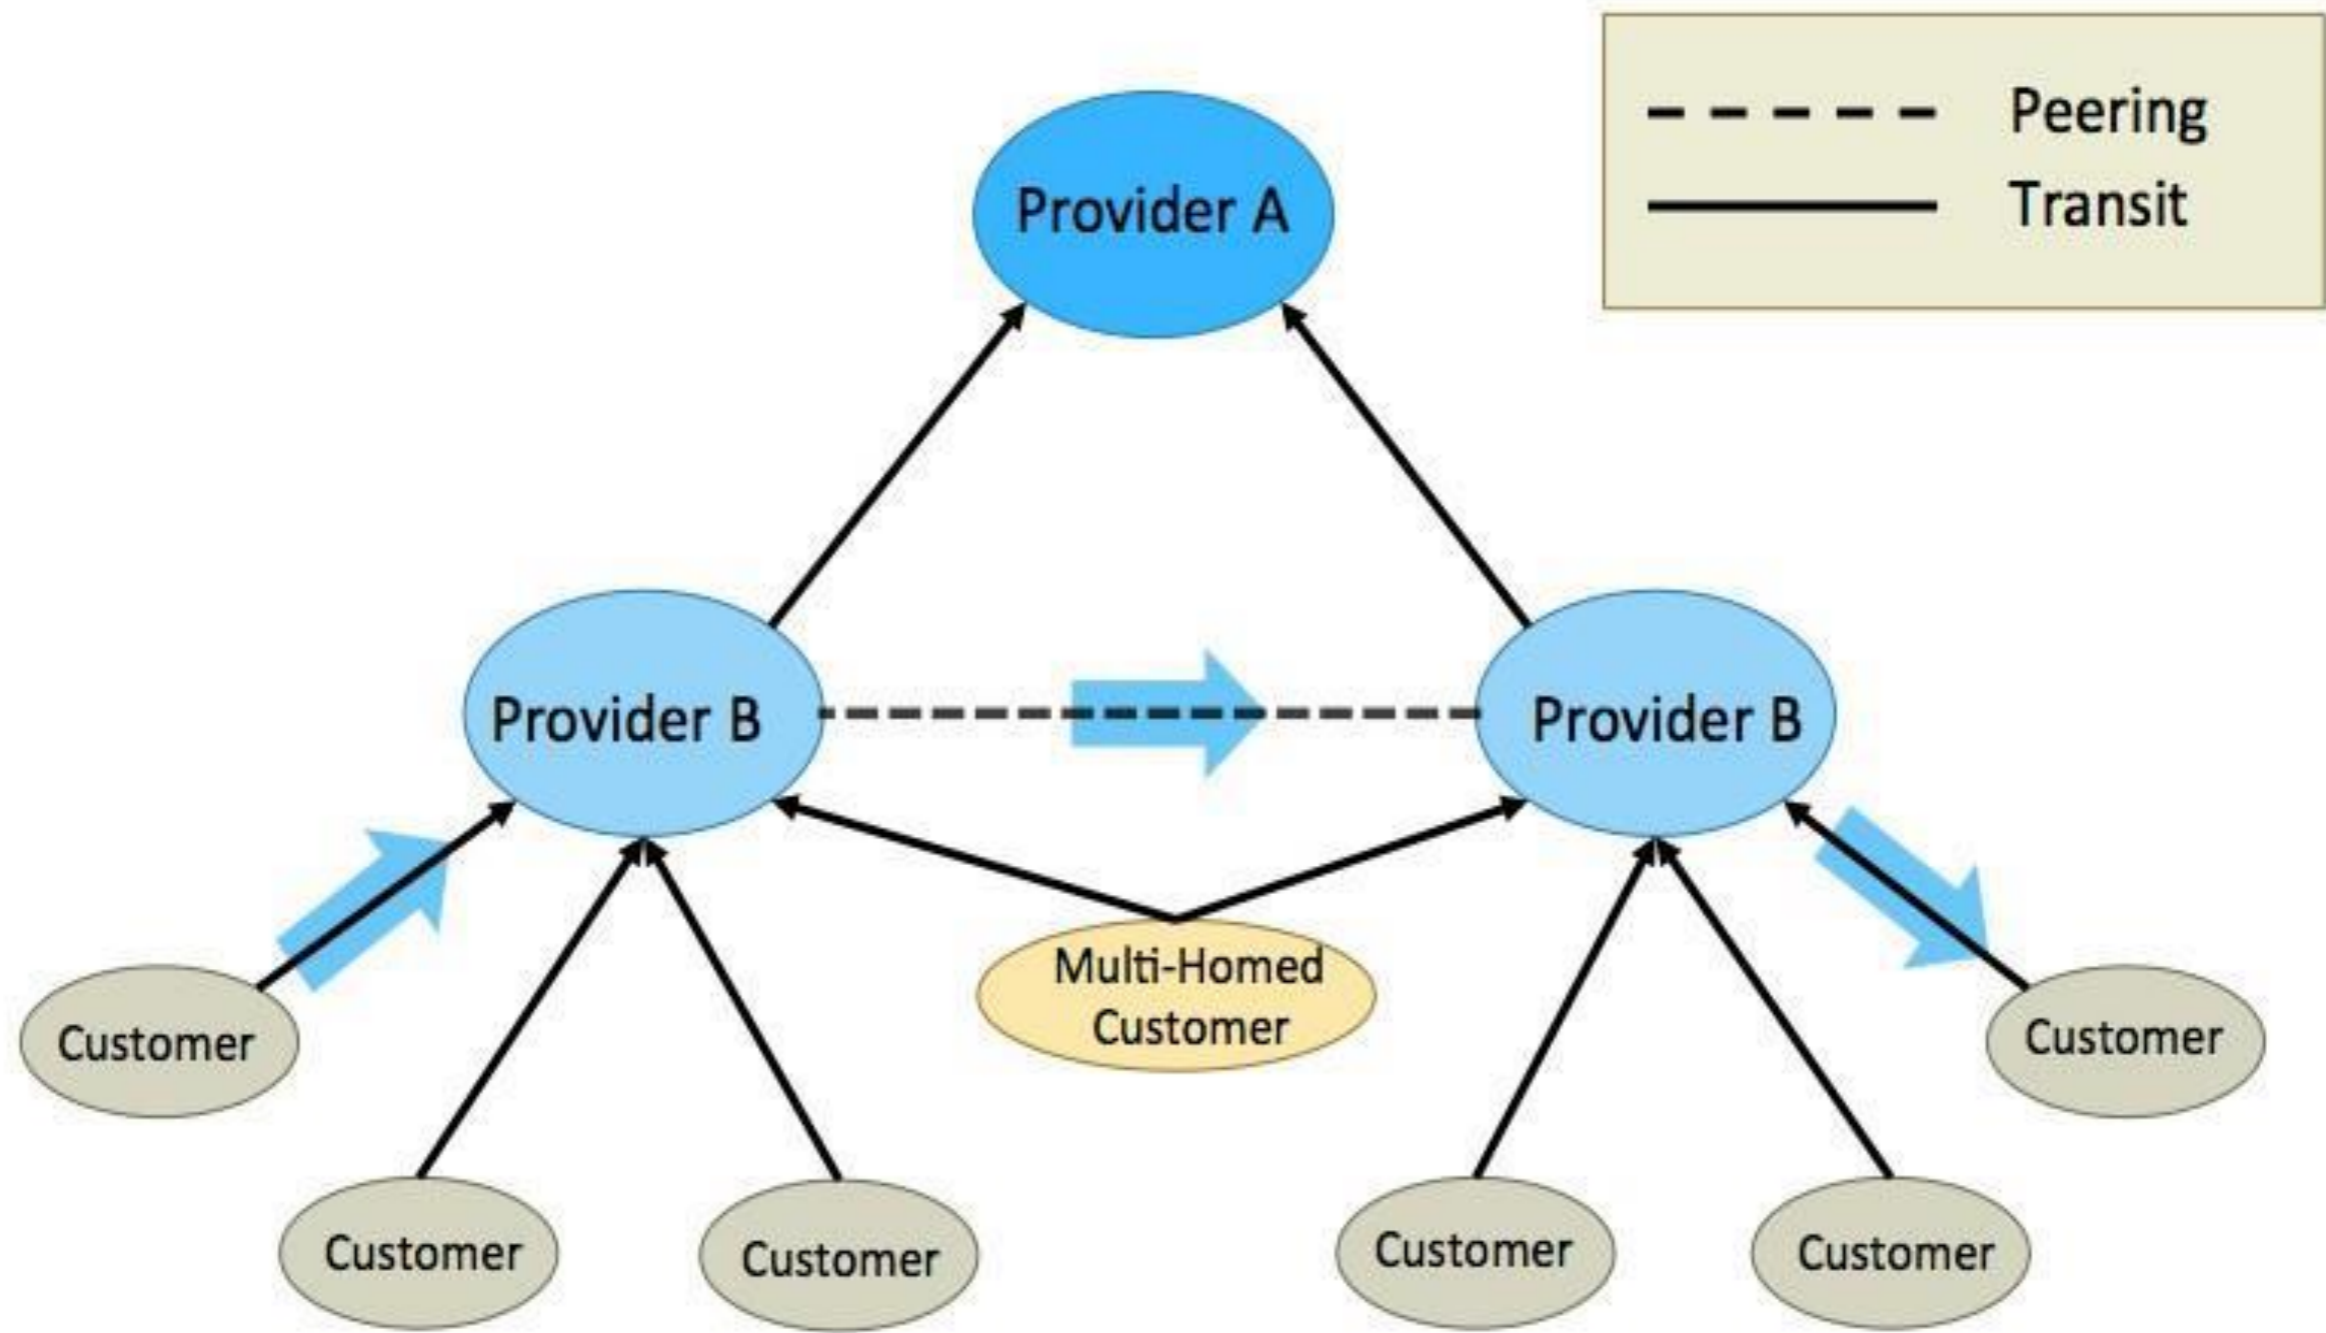 Peering
Transit
Provider A
Provider B
Provider B
Multi-Homed
Customer
Customer
Customer
Customer
Customer
Customer
Customer